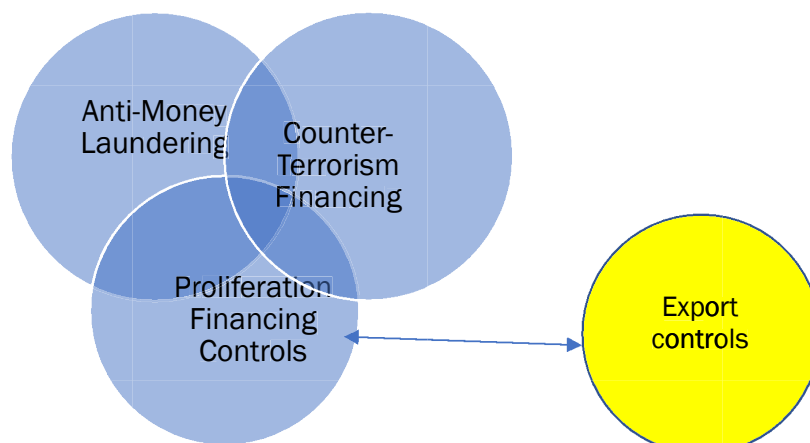 Anti-Money
Laundering
Counter-
Terrorism
Financing
Proliferation
Financing
Controls
Export
controls